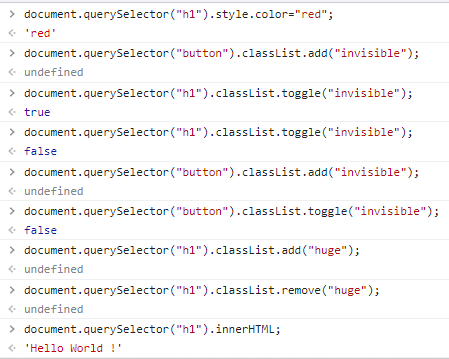 document.querySelector("h1").style.color="red";
'red'
document.querySelector("button").classList.add("invisible");
undefined
document.querySelector("h1").classList.toggle("invisible");
true
document.querySelector("h1").classList.toggle("invisible");
false
document.querySelector("button").classList.add("invisible");
undefined
document.querySelector("button").classList.toggle("invisible");
false
document.querySelector("h1").classList.add("huge");
undefined
document.querySelector("h1").classList.remove("huge");
undefined
document.querySelector("h1").innerHTML;
'Hello World !'